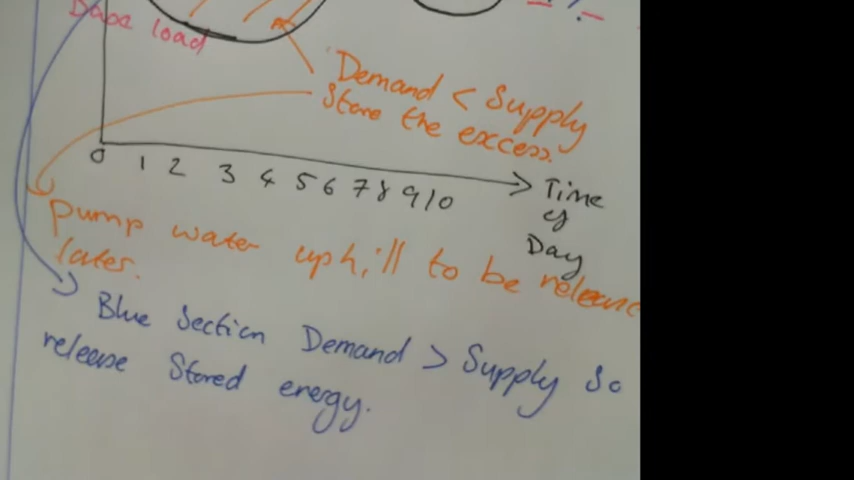 Base load
Demand < Supply
Store the excess.
0 1 2 3 4 5 6 7 8 9 10
Time
of
Day
pump water uphill to be release
later.
Blue Section Demand > Supply So
release Stored energy.